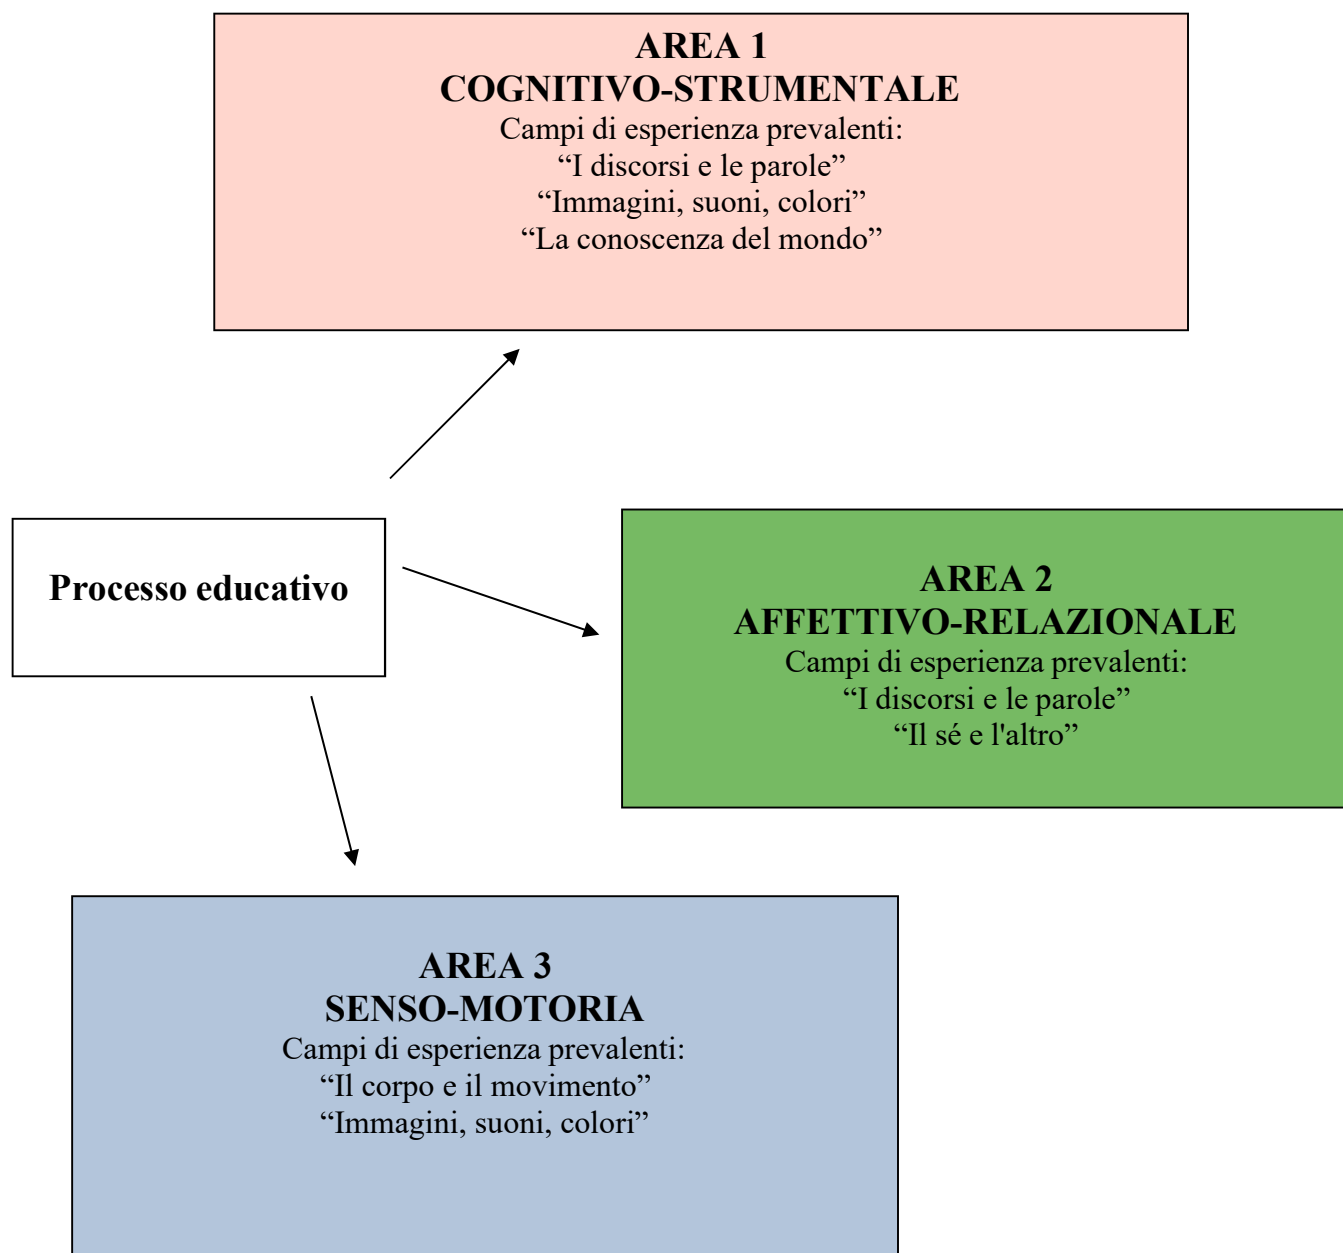 AREA 1
COGNITIVO-STRUMENTALE
Campi di esperienza prevalenti:
“I discorsi e le parole”
“Immagini, suoni, colori”
“La conoscenza del mondo”
Processo educativo
AREA 2
AFFETTIVO-RELAZIONALE
Campi di esperienza prevalenti:
“I discorsi e le parole”
“Il sé e l'altro”
AREA 3
SENSO-MOTORIA
Campi di esperienza prevalenti:
“Il corpo e il movimento”
“Immagini, suoni, colori”